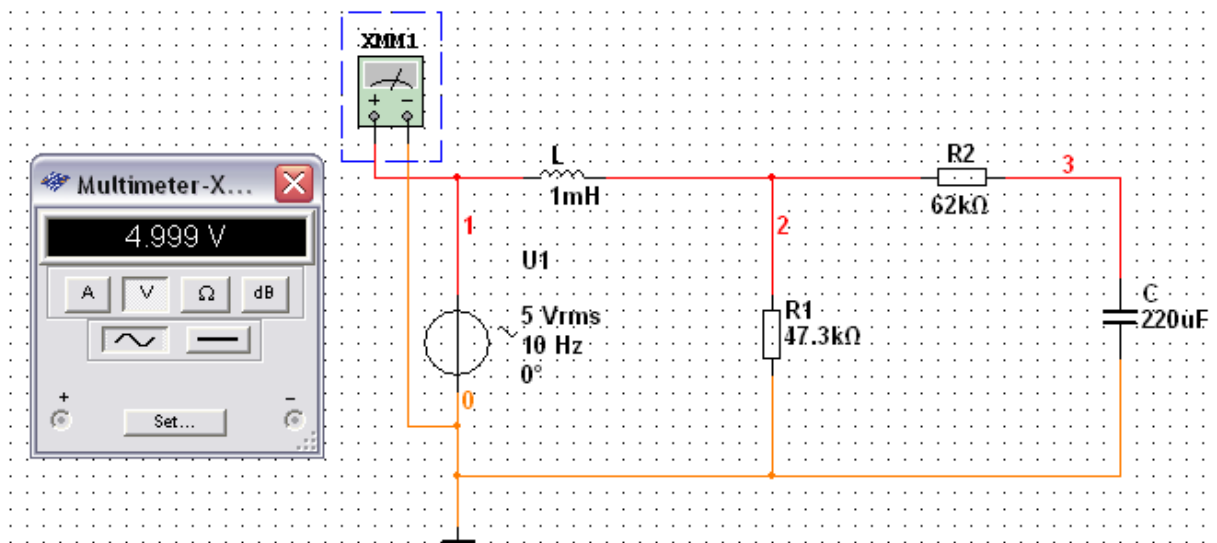 XMM1
+ −
Multimeter-X...
4.999 V
A V Ω dB
+ −
Set...
L
1mH
1
U1
5 Vrms
10 Hz
0°
0
2
R1
47.3kΩ
R2
62kΩ
3
C
220uF